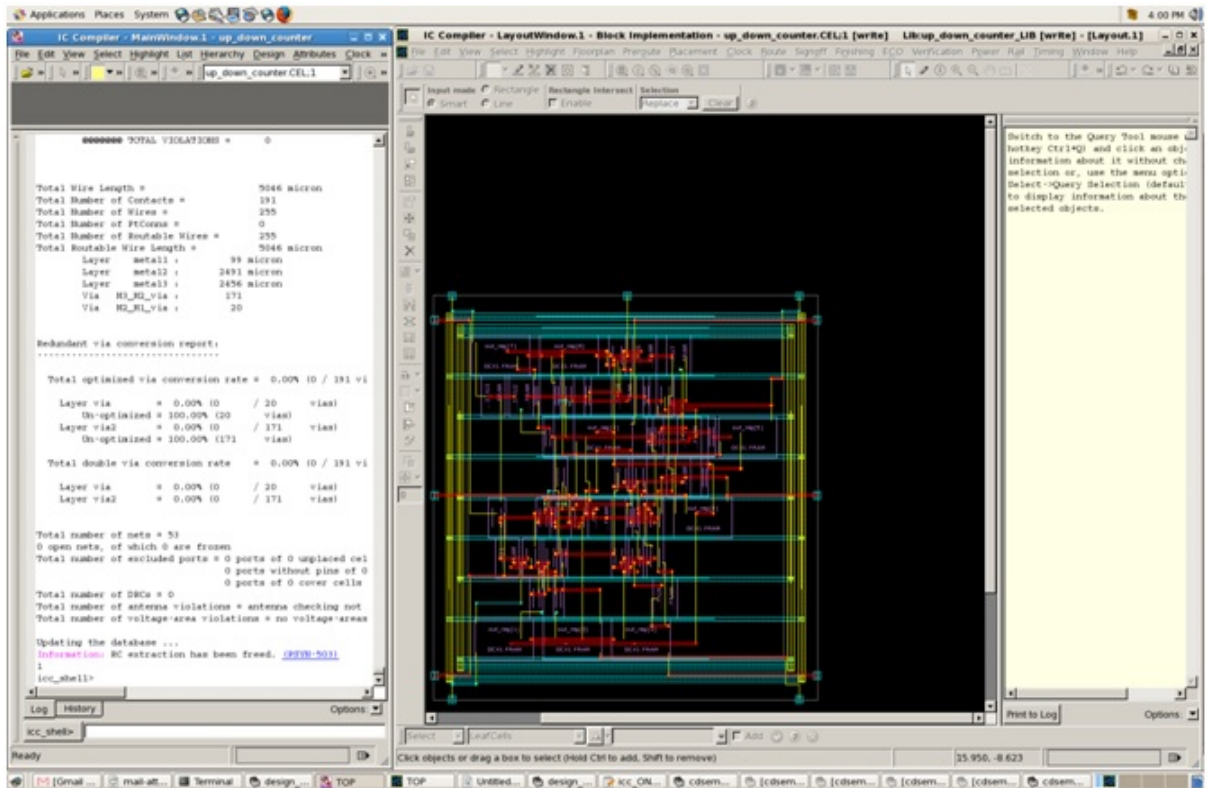 Applications Places System
4:00 PM
IC Compiler - MainWindow.1 - up_down_counter
File Edit View Select Highlight List Hierarchy Design Attributes Clock »
up_down_counter.CEL;1
####### TOTAL VIOLATIONS = 0
Total Wire Length = 5046 micron
Total Number of Contacts = 191
Total Number of Wires = 255
Total Number of PtConns = 0
Total Number of Routable Wires = 255
Total Routable Wire Length = 5046 micron
Layer metal1 : 99 micron
Layer metal2 : 2491 micron
Layer metal3 : 2456 micron
Via M3_M2_via : 171
Via M2_M1_via : 20
Redundant via conversion report:
--------------------------------
Total optimized via conversion rate = 0.00% (0 / 191 vi
Layer via = 0.00% (0 / 20 vias)
Un-optimized = 100.00% (20 vias)
Layer via2 = 0.00% (0 / 171 vias)
Un-optimized = 100.00% (171 vias)
Total double via conversion rate = 0.00% (0 / 191 vi
Layer via = 0.00% (0 / 20 vias)
Layer via2 = 0.00% (0 / 171 vias)
Total number of nets = 53
0 open nets, of which 0 are frozen
Total number of excluded ports = 0 ports of 0 unplaced cel
0 ports without pins of 0
0 ports of 0 cover cells
Total number of DRCs = 0
Total number of antenna violations = antenna checking not
Total number of voltage-area violations = no voltage-areas
Updating the database ...
Information: RC extraction has been freed. (PSYN-503)
1
icc_shell>
Log History Options:
icc_shell>
Ready
IC Compiler - LayoutWindow.1 - Block Implementation - up_down_counter.CEL;1 [write] Lib:up_down_counter_LIB [write] - [Layout.1]
File Edit View Select Highlight Floorplan Preroute Placement Clock Route Signoff Finishing ECO Verification Power Rail Timing Window Help
Input mode Rectangle Rectangle Intersect Selection
Smart Line Enable Replace Clear
Switch to the Query Tool mouse
hotkey Ctrl+Q) and click an obj
information about it without ch
selection or, use the menu opti
Select->Query Selection (defaul
to display information about th
selected objects.
Print to Log Options:
Select LeafCells Add
Click objects or drag a box to select (Hold Ctrl to add, Shift to remove) 15.950, -8.623
[Gmail ... mail-att... Terminal design_... TOP TOP Untitled... design_... icc_ON... cdsem... [cdsem... [cdsem... [cdsem... [cdsem... cdsem...